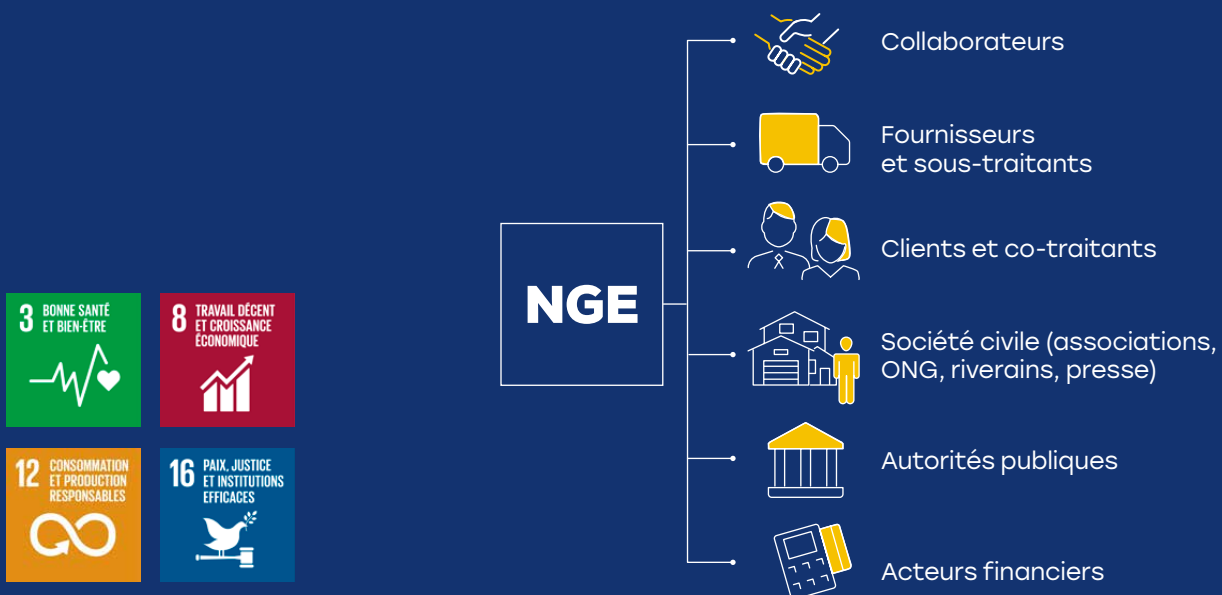 3 BONNE SANTÉ
ET BIEN-ÊTRE
8 TRAVAIL DÉCENT
ET CROISSANCE
ÉCONOMIQUE
12 CONSOMMATION
ET PRODUCTION
RESPONSABLES
16 PAIX, JUSTICE
ET INSTITUTIONS
EFFICACES
NGE
Collaborateurs
Fournisseurs
et sous-traitants
Clients et co-traitants
Société civile (associations,
ONG, riverains, presse)
Autorités publiques
Acteurs financiers